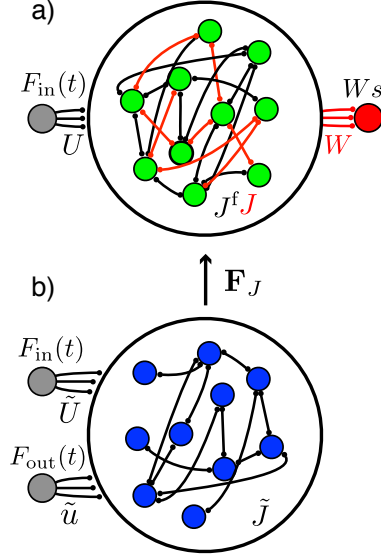 a)
F_in(t)
U
Ws
W
J^f J
F_J
b)
F_in(t)
Ũ
F_out(t)
ũ
J̃